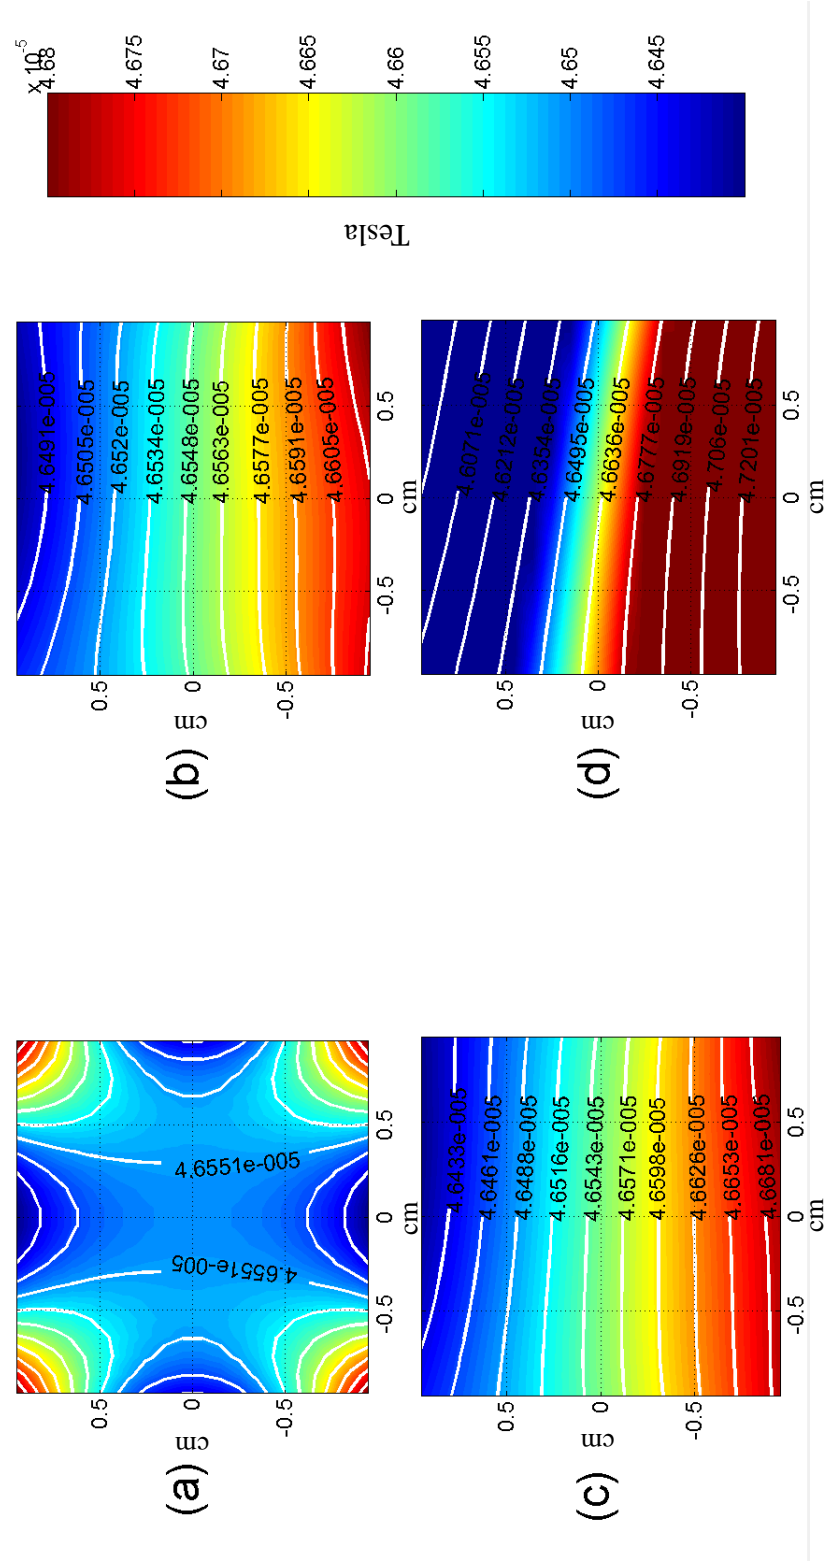 (a)
cm
0.5
0
-0.5
4.6551e-005
4.6551e-005
-0.5
0
0.5
cm
(b)
cm
0.5
0
-0.5
4.6491e-005
4.6505e-005
4.652e-005
4.6534e-005
4.6548e-005
4.6563e-005
4.6577e-005
4.6591e-005
4.6605e-005
-0.5
0
0.5
cm
(c)
cm
0.5
0
-0.5
4.6433e-005
4.6461e-005
4.6488e-005
4.6516e-005
4.6543e-005
4.6571e-005
4.6598e-005
4.6626e-005
4.6653e-005
4.6681e-005
-0.5
0
0.5
cm
(d)
cm
0.5
0
-0.5
4.6071e-005
4.6212e-005
4.6354e-005
4.6495e-005
4.6636e-005
4.6777e-005
4.6919e-005
4.706e-005
4.7201e-005
-0.5
0
0.5
cm
x 10-5
4.68
4.675
4.67
4.665
4.66
4.655
4.65
4.645
Tesla